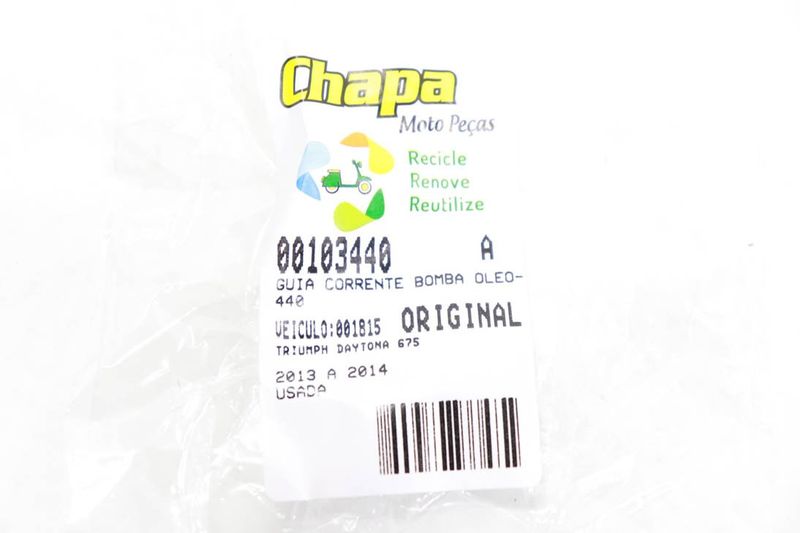 Chapa
Moto Peças
Recicle
Renove
Reutilize
00103440 A
GUIA CORRENTE BOMBA OLEO-
440
VEICULO:001815 ORIGINAL
TRIUMPH DAYTONA 675
2013 A 2014
USADA